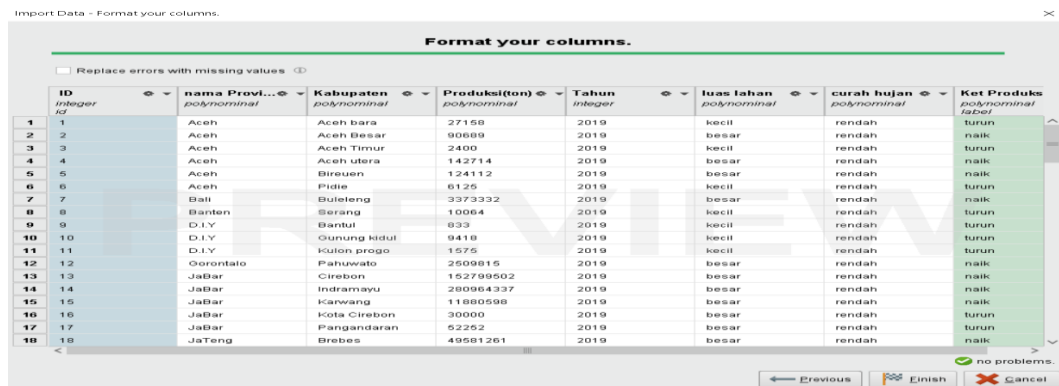 Import Data - Format your columns.
Format your columns.
Replace errors with missing values
ID nama Provi... Kabupaten Produksi(ton) Tahun luas lahan curah hujan Ket Produks
integer polynominal polynominal polynominal integer polynominal polynominal polynominal
id label
1 1 Aceh Aceh bara 27158 2019 kecil rendah turun
2 2 Aceh Aceh Besar 90689 2019 besar rendah naik
3 3 Aceh Aceh Timur 2400 2019 kecil rendah turun
4 4 Aceh Aceh utera 142714 2019 besar rendah naik
5 5 Aceh Bireuen 124112 2019 besar rendah naik
6 6 Aceh Pidie 6125 2019 kecil rendah turun
7 7 Bali Buleleng 3373332 2019 besar rendah naik
8 8 Banten Serang 10064 2019 kecil rendah turun
9 9 D.I.Y Bantul 833 2019 kecil rendah turun
10 10 D.I.Y Gunung kidul 9418 2019 kecil rendah turun
11 11 D.I.Y Kulon progo 1575 2019 kecil rendah turun
12 12 Gorontalo Pahuwato 2509815 2019 besar rendah naik
13 13 JaBar Cirebon 152799502 2019 besar rendah naik
14 14 JaBar Indramayu 280964337 2019 besar rendah naik
15 15 JaBar Karwang 11880598 2019 besar rendah naik
16 16 JaBar Kota Cirebon 30000 2019 besar rendah turun
17 17 JaBar Pangandaran 52252 2019 besar rendah turun
18 18 JaTeng Brebes 49581261 2019 besar rendah naik
PREVIEW
no problems.
Previous Finish Cancel